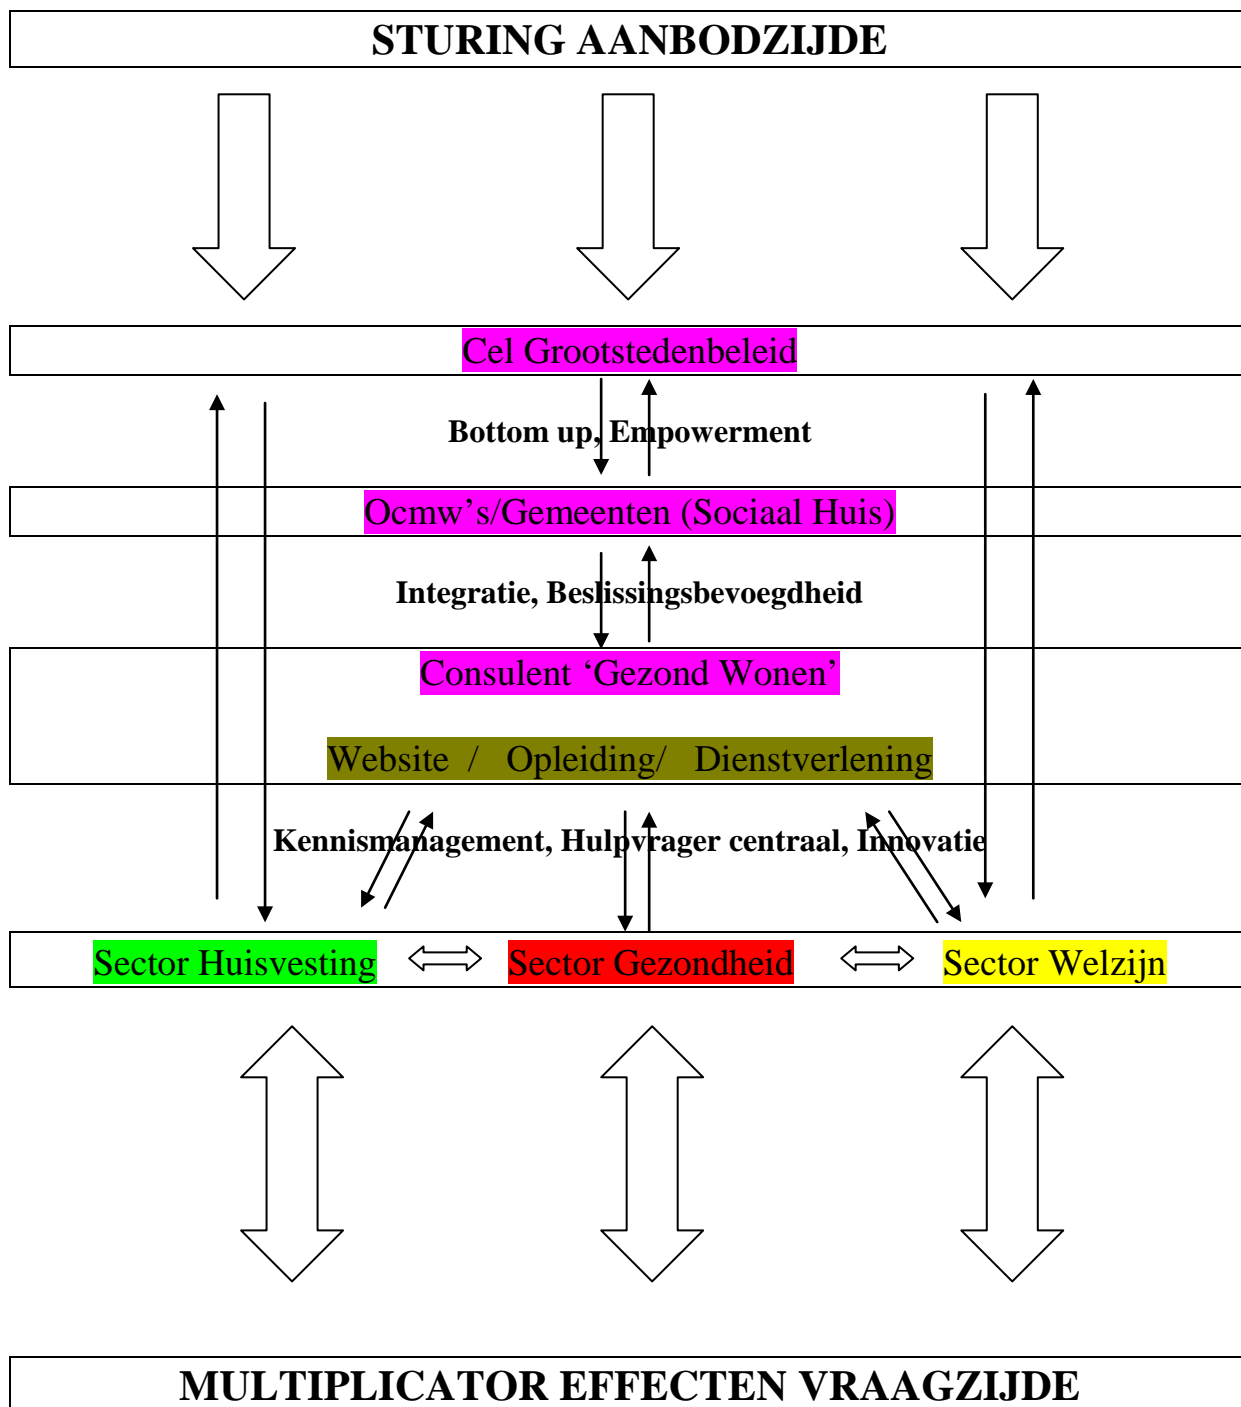 STURING AANBODZIJDE
Cel Grootstedenbeleid
Bottom up, Empowerment
Ocmw’s/Gemeenten (Sociaal Huis)
Integratie, Beslissingsbevoegdheid
Consulent ‘Gezond Wonen’
Website / Opleiding/ Dienstverlening
Kennismanagement, Hulpvrager centraal, Innovatie
Sector Huisvesting Sector Gezondheid Sector Welzijn
MULTIPLICATOR EFFECTEN VRAAGZIJDE